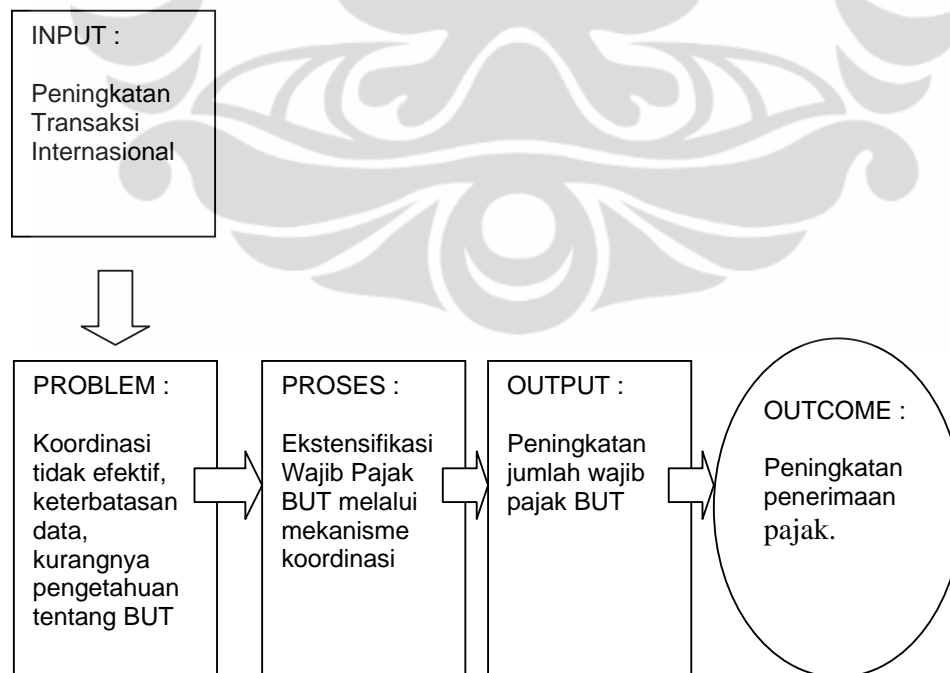 INPUT :
Peningkatan
Transaksi
Internasional
PROBLEM :
Koordinasi
tidak efektif,
keterbatasan
data,
kurangnya
pengetahuan
tentang BUT
PROSES :
Ekstensifikasi
Wajib Pajak
BUT melalui
mekanisme
koordinasi
OUTPUT :
Peningkatan
jumlah wajib
pajak BUT
OUTCOME :
Peningkatan
penerimaan
pajak.